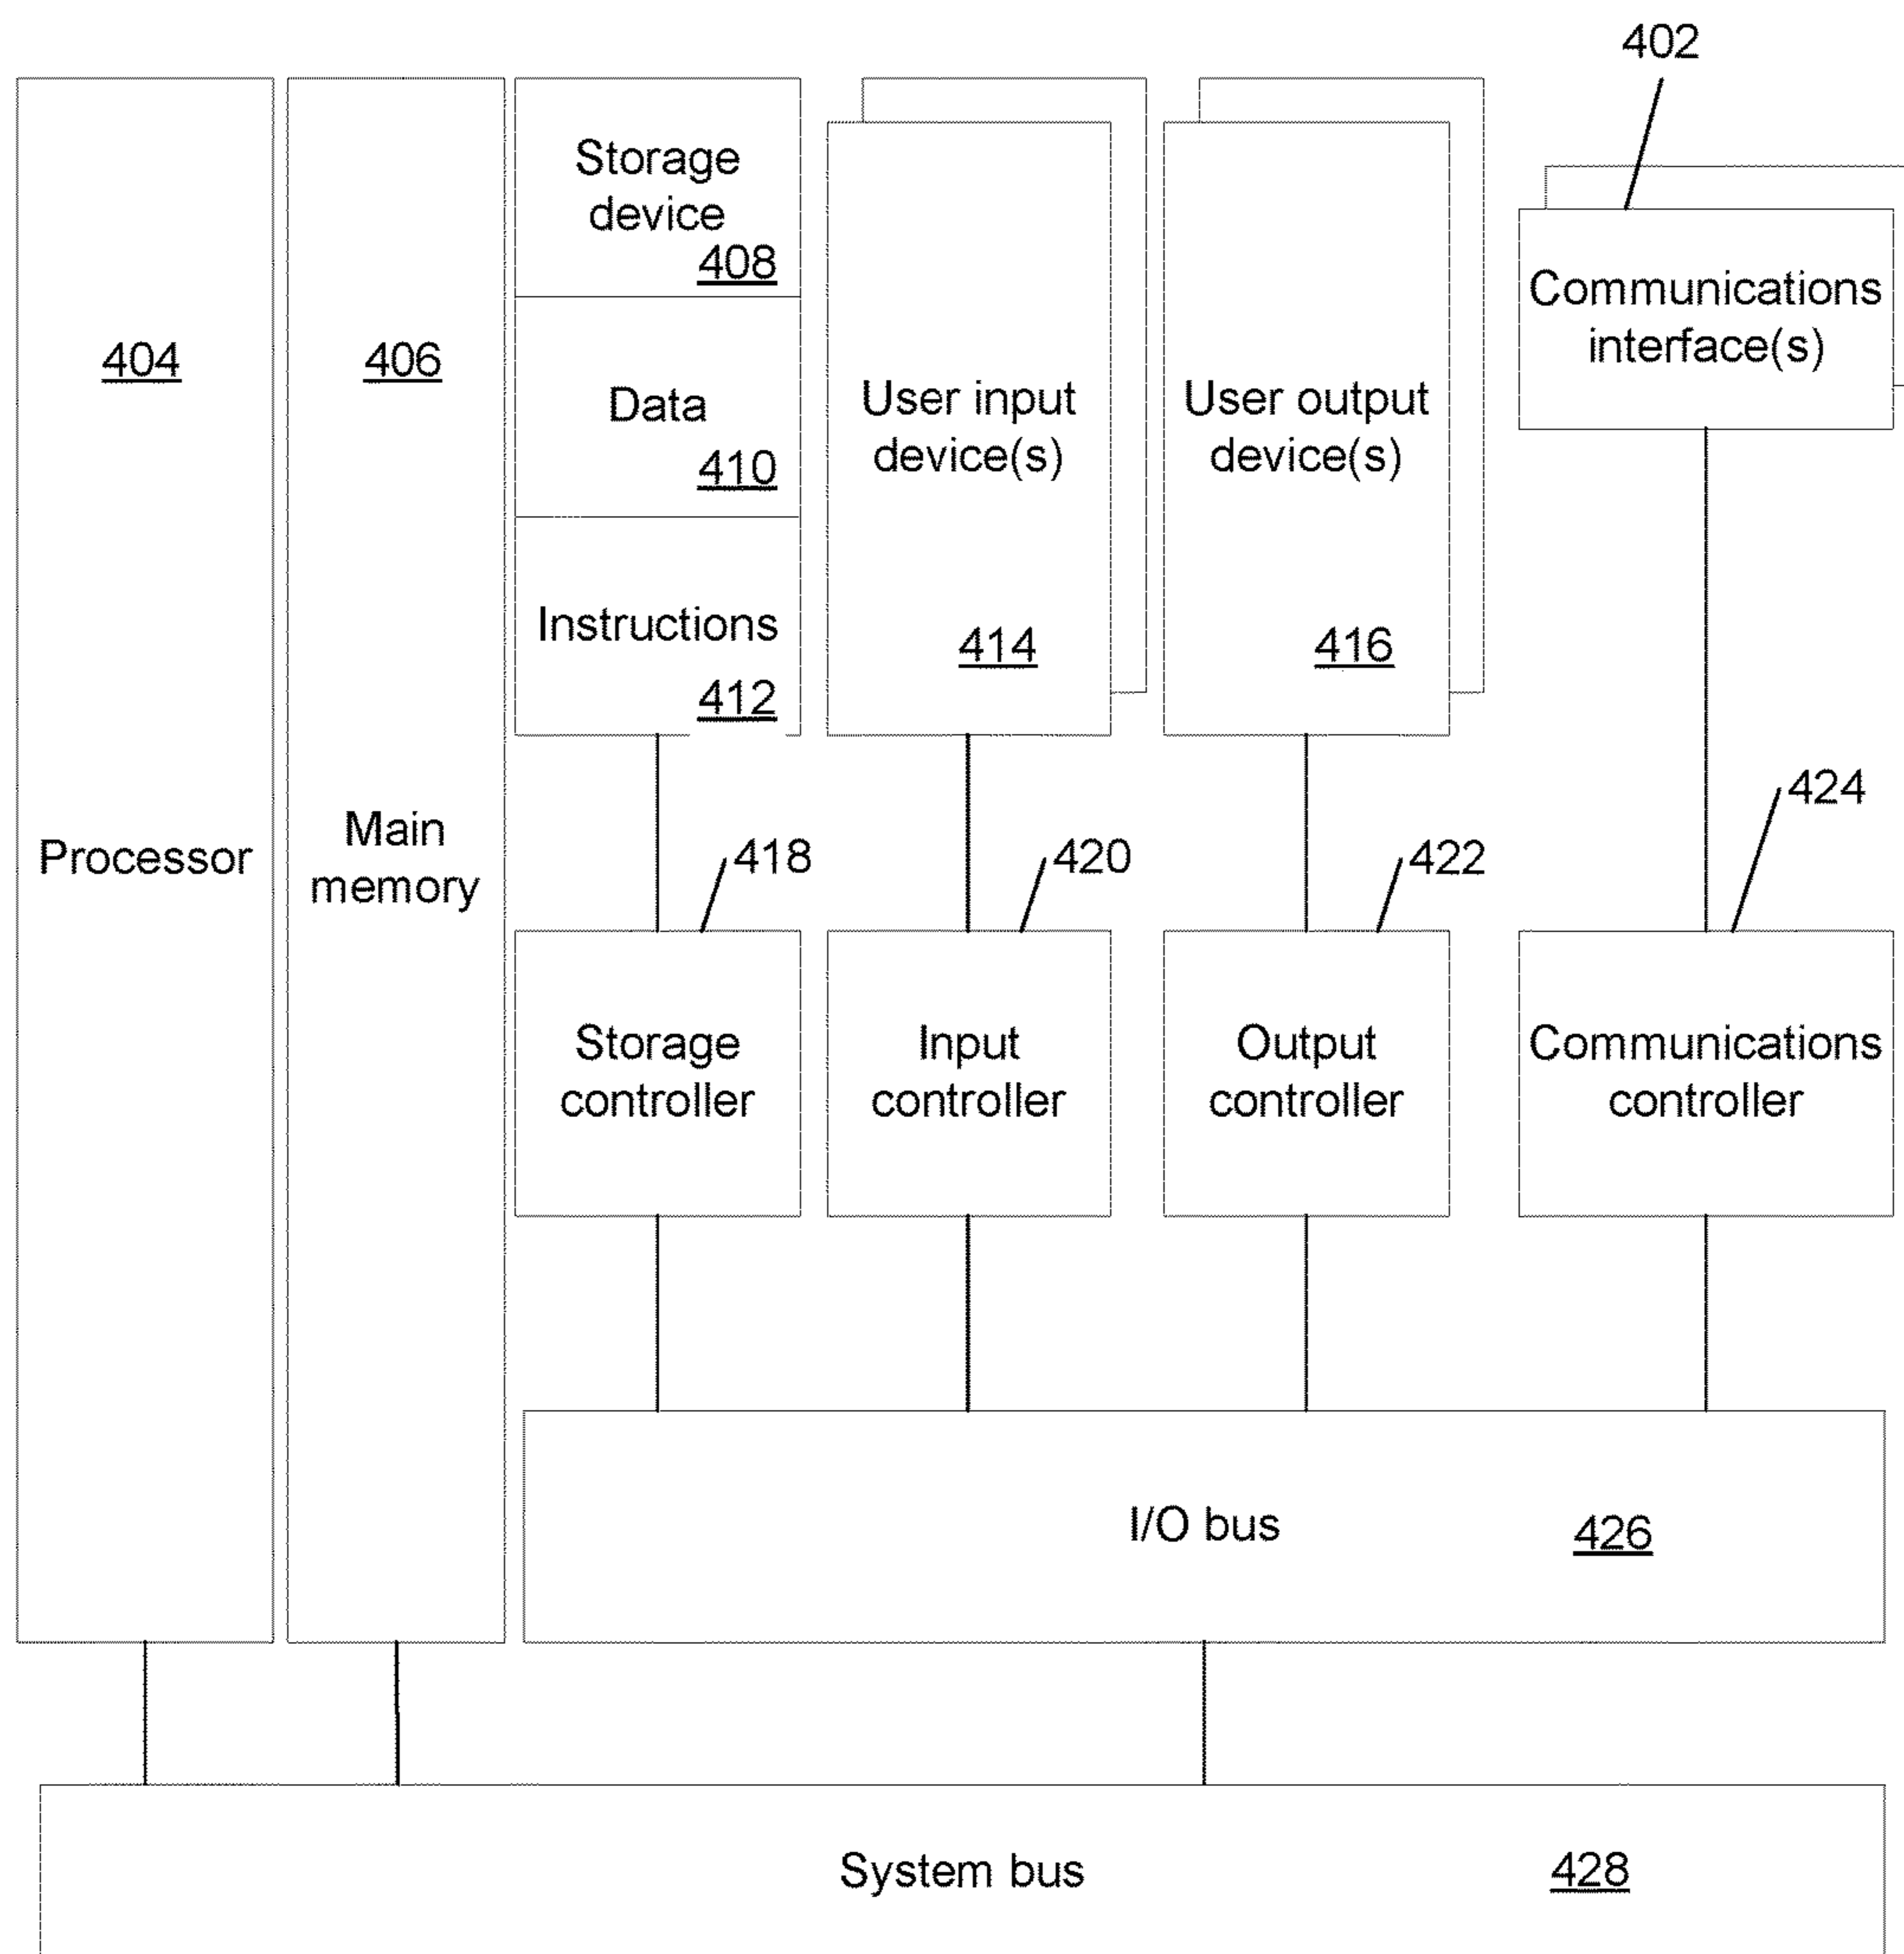 402
Storage
device
408
Communications
interface(s)
404
406
Data
410
User input
device(s)
User output
device(s)
Instructions
412
414
416
424
Processor
Main
memory
418
420
422
Storage
controller
Input
controller
Output
controller
Communications
controller
I/O bus
426
System bus
428